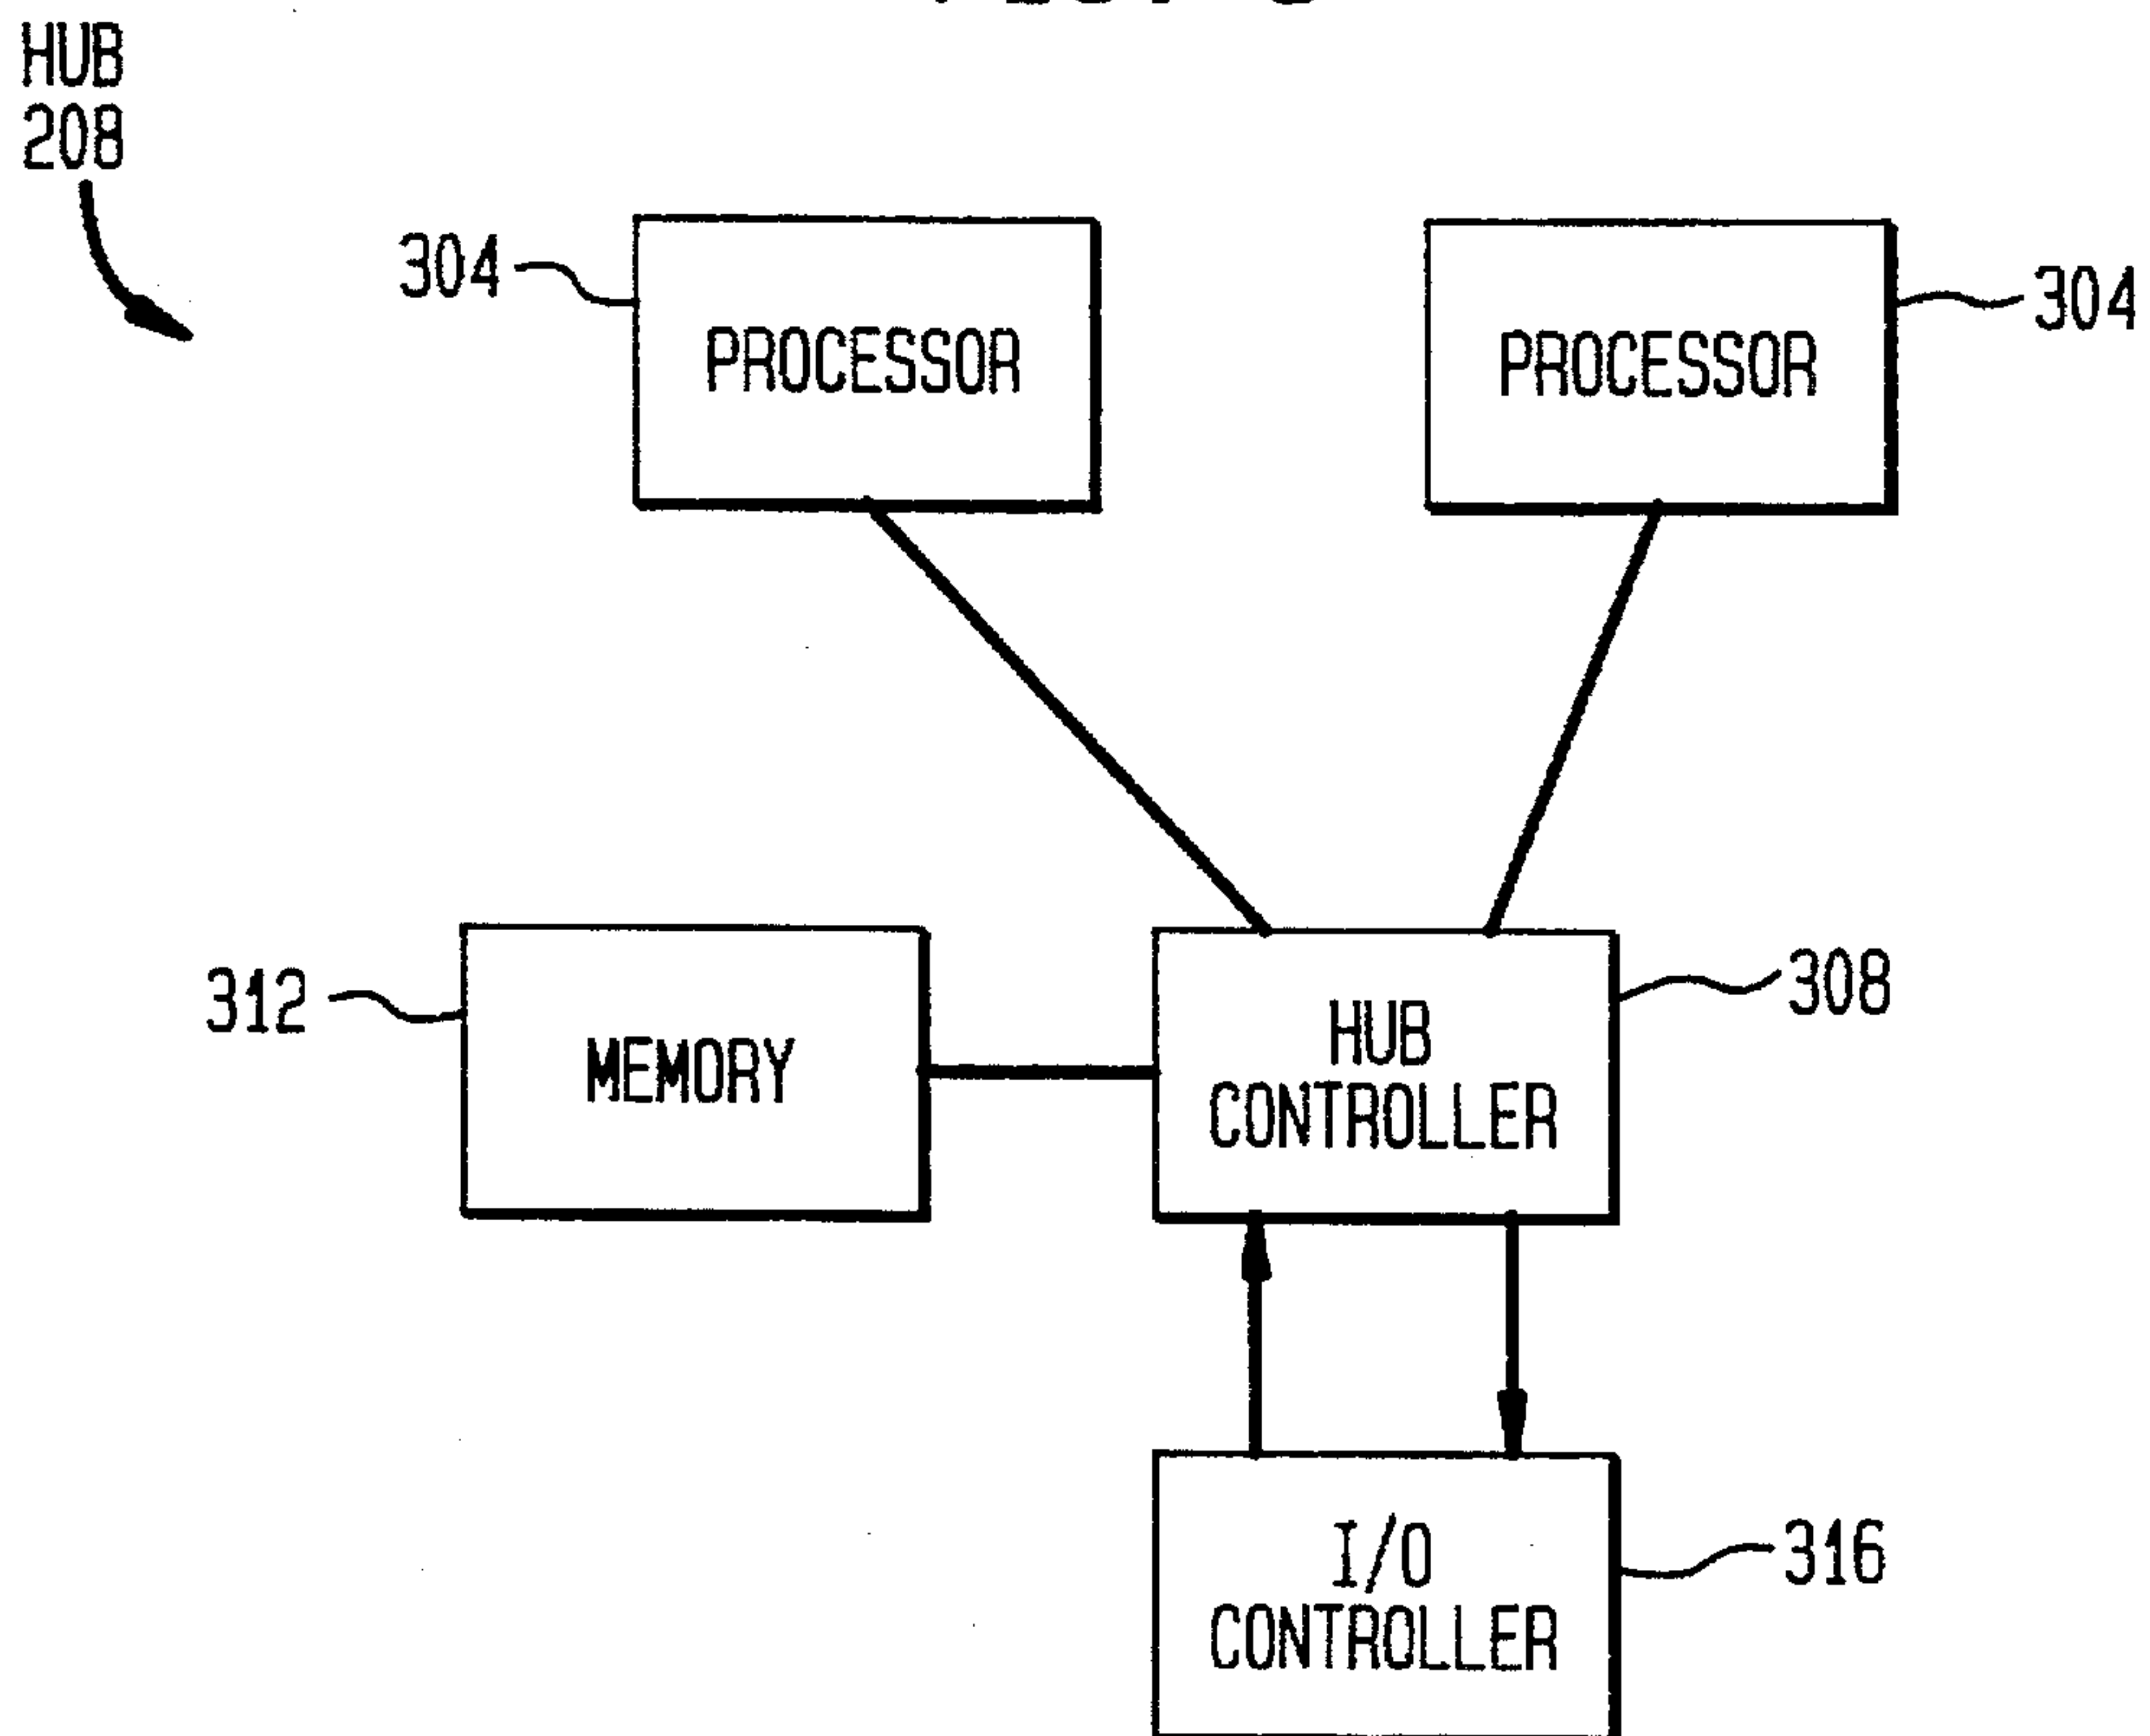 HUB
208
304
PROCESSOR
PROCESSOR
304
312
MEMORY
HUB
CONTROLLER
308
I/O
CONTROLLER
316